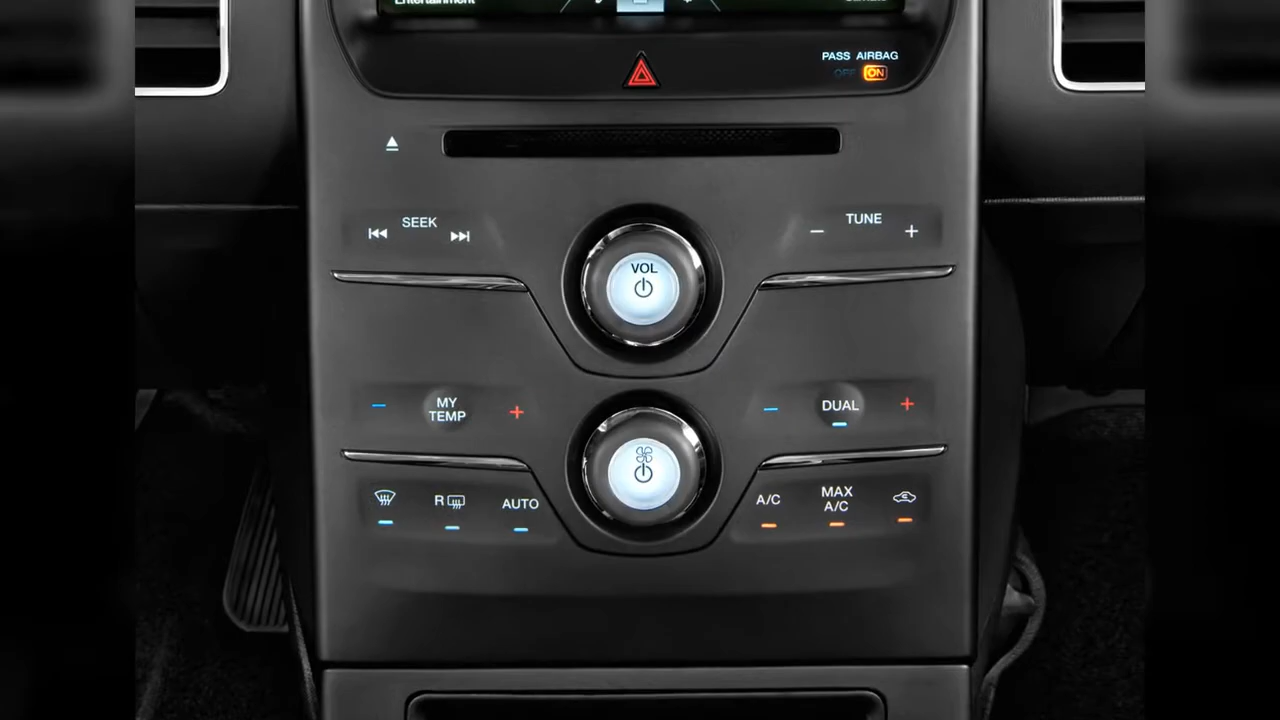 Entertainment
PASS AIRBAG
OFF ON
SEEK
TUNE
VOL
MY
TEMP
DUAL
R
AUTO
A/C
MAX
A/C